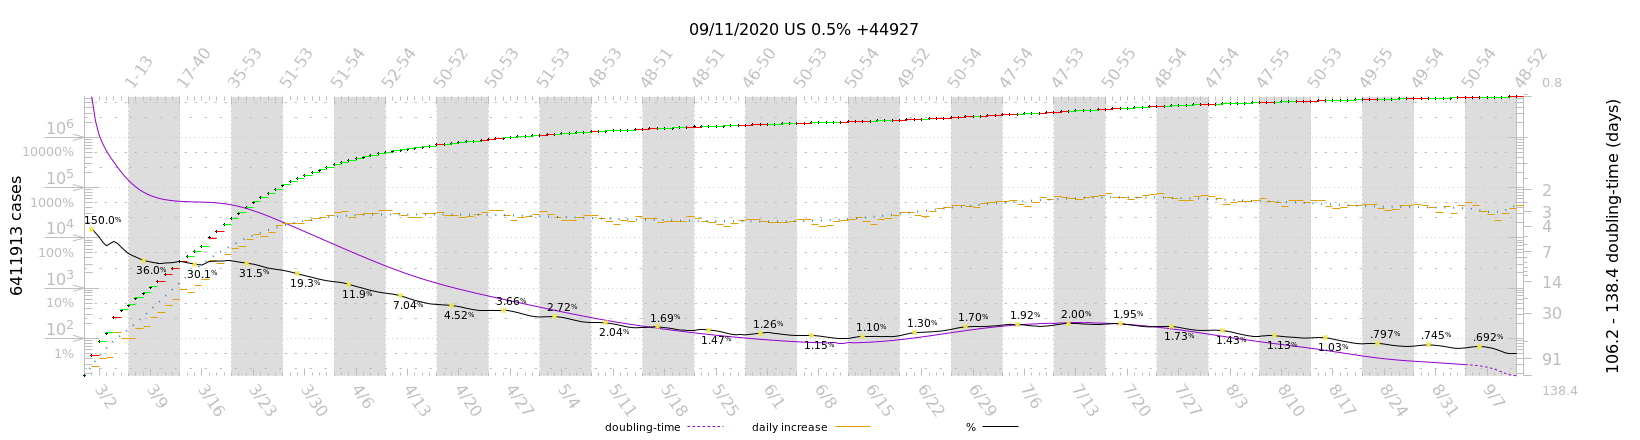 09/11/2020 US 0.5% +44927
1-13 17-40 35-53 51-53 51-54 52-54 50-52 50-53 51-53 48-53 48-51 48-51 46-50 50-53 50-54 49-52 50-54 47-54 47-53 50-55 48-54 47-54 47-55 50-53 49-55 49-54 50-54 48-52
6411913 cases
10^6
10000%
10^5
1000%
10^4
100%
10^3
10%
10^2
1%
150.0% 36.0% 30.1% 31.5% 19.3% 11.9% 7.04% 4.52% 3.66% 2.72% 2.04% 1.69% 1.47% 1.26% 1.15% 1.10% 1.30% 1.70% 1.92% 2.00% 1.95% 1.73% 1.43% 1.13% 1.03% .797% .745% .692%
0.8
2
3
4
7
14
30
91
138.4
106.2 - 138.4 doubling-time (days)
3/2 3/9 3/16 3/23 3/30 4/6 4/13 4/20 4/27 5/4 5/11 5/18 5/25 6/1 6/8 6/15 6/22 6/29 7/6 7/13 7/20 7/27 8/3 8/10 8/17 8/24 8/31 9/7
doubling-time daily increase %